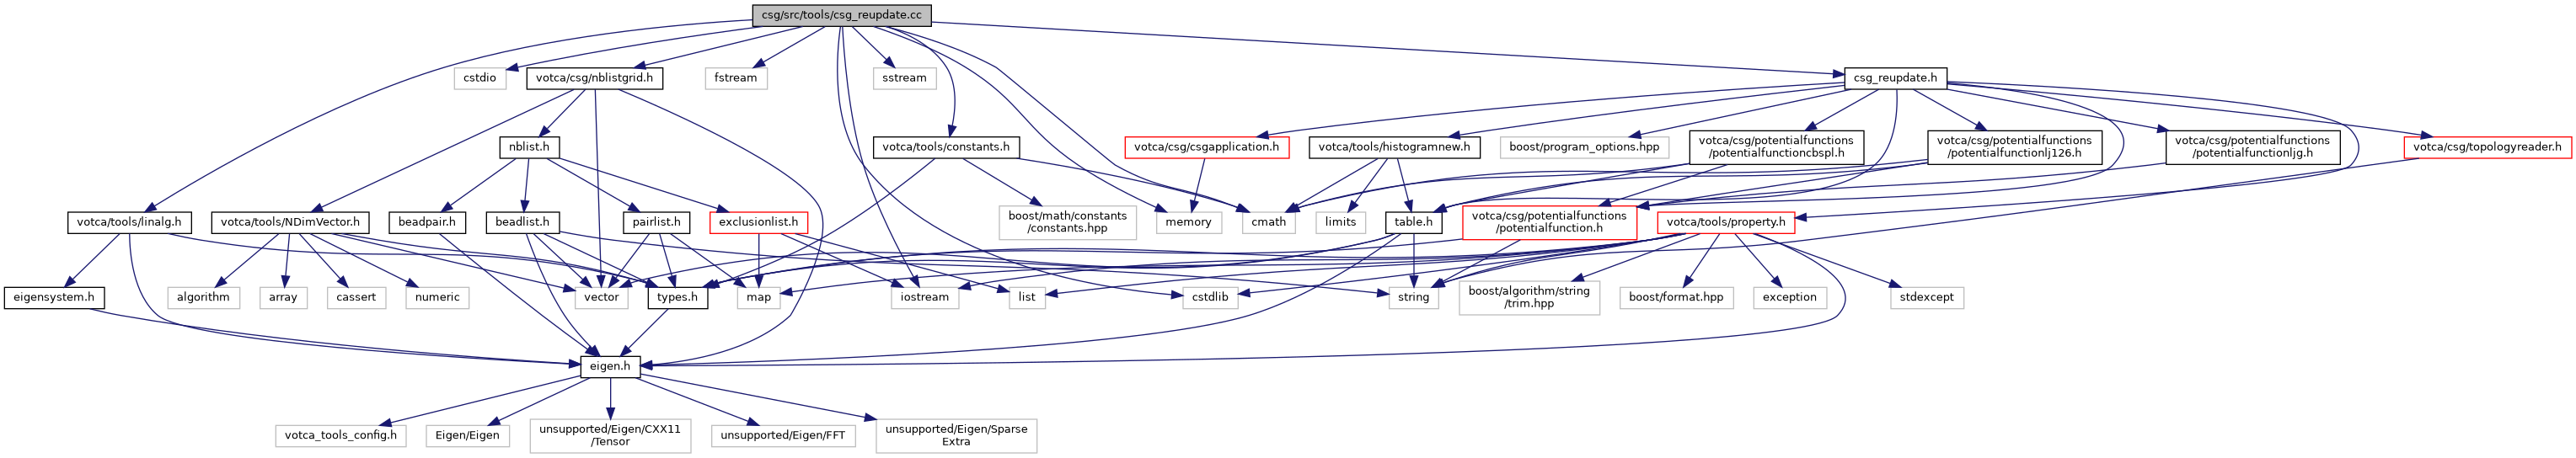 csg/src/tools/csg_reupdate.cc
cstdio
votca/csg/nblistgrid.h
fstream
sstream
csg_reupdate.h
nblist.h
votca/tools/constants.h
votca/csg/csgapplication.h
votca/tools/histogramnew.h
boost/program_options.hpp
votca/csg/potentialfunctions
/potentialfunctioncbspl.h
votca/csg/potentialfunctions
/potentialfunctionlj126.h
votca/csg/potentialfunctions
/potentialfunctionljg.h
votca/csg/topologyreader.h
votca/tools/linalg.h
votca/tools/NDimVector.h
beadpair.h
beadlist.h
pairlist.h
exclusionlist.h
boost/math/constants
/constants.hpp
memory
cmath
limits
table.h
votca/csg/potentialfunctions
/potentialfunction.h
votca/tools/property.h
eigensystem.h
algorithm
array
cassert
numeric
vector
types.h
map
iostream
list
cstdlib
string
boost/algorithm/string
/trim.hpp
boost/format.hpp
exception
stdexcept
eigen.h
votca_tools_config.h
Eigen/Eigen
unsupported/Eigen/CXX11
/Tensor
unsupported/Eigen/FFT
unsupported/Eigen/Sparse
Extra